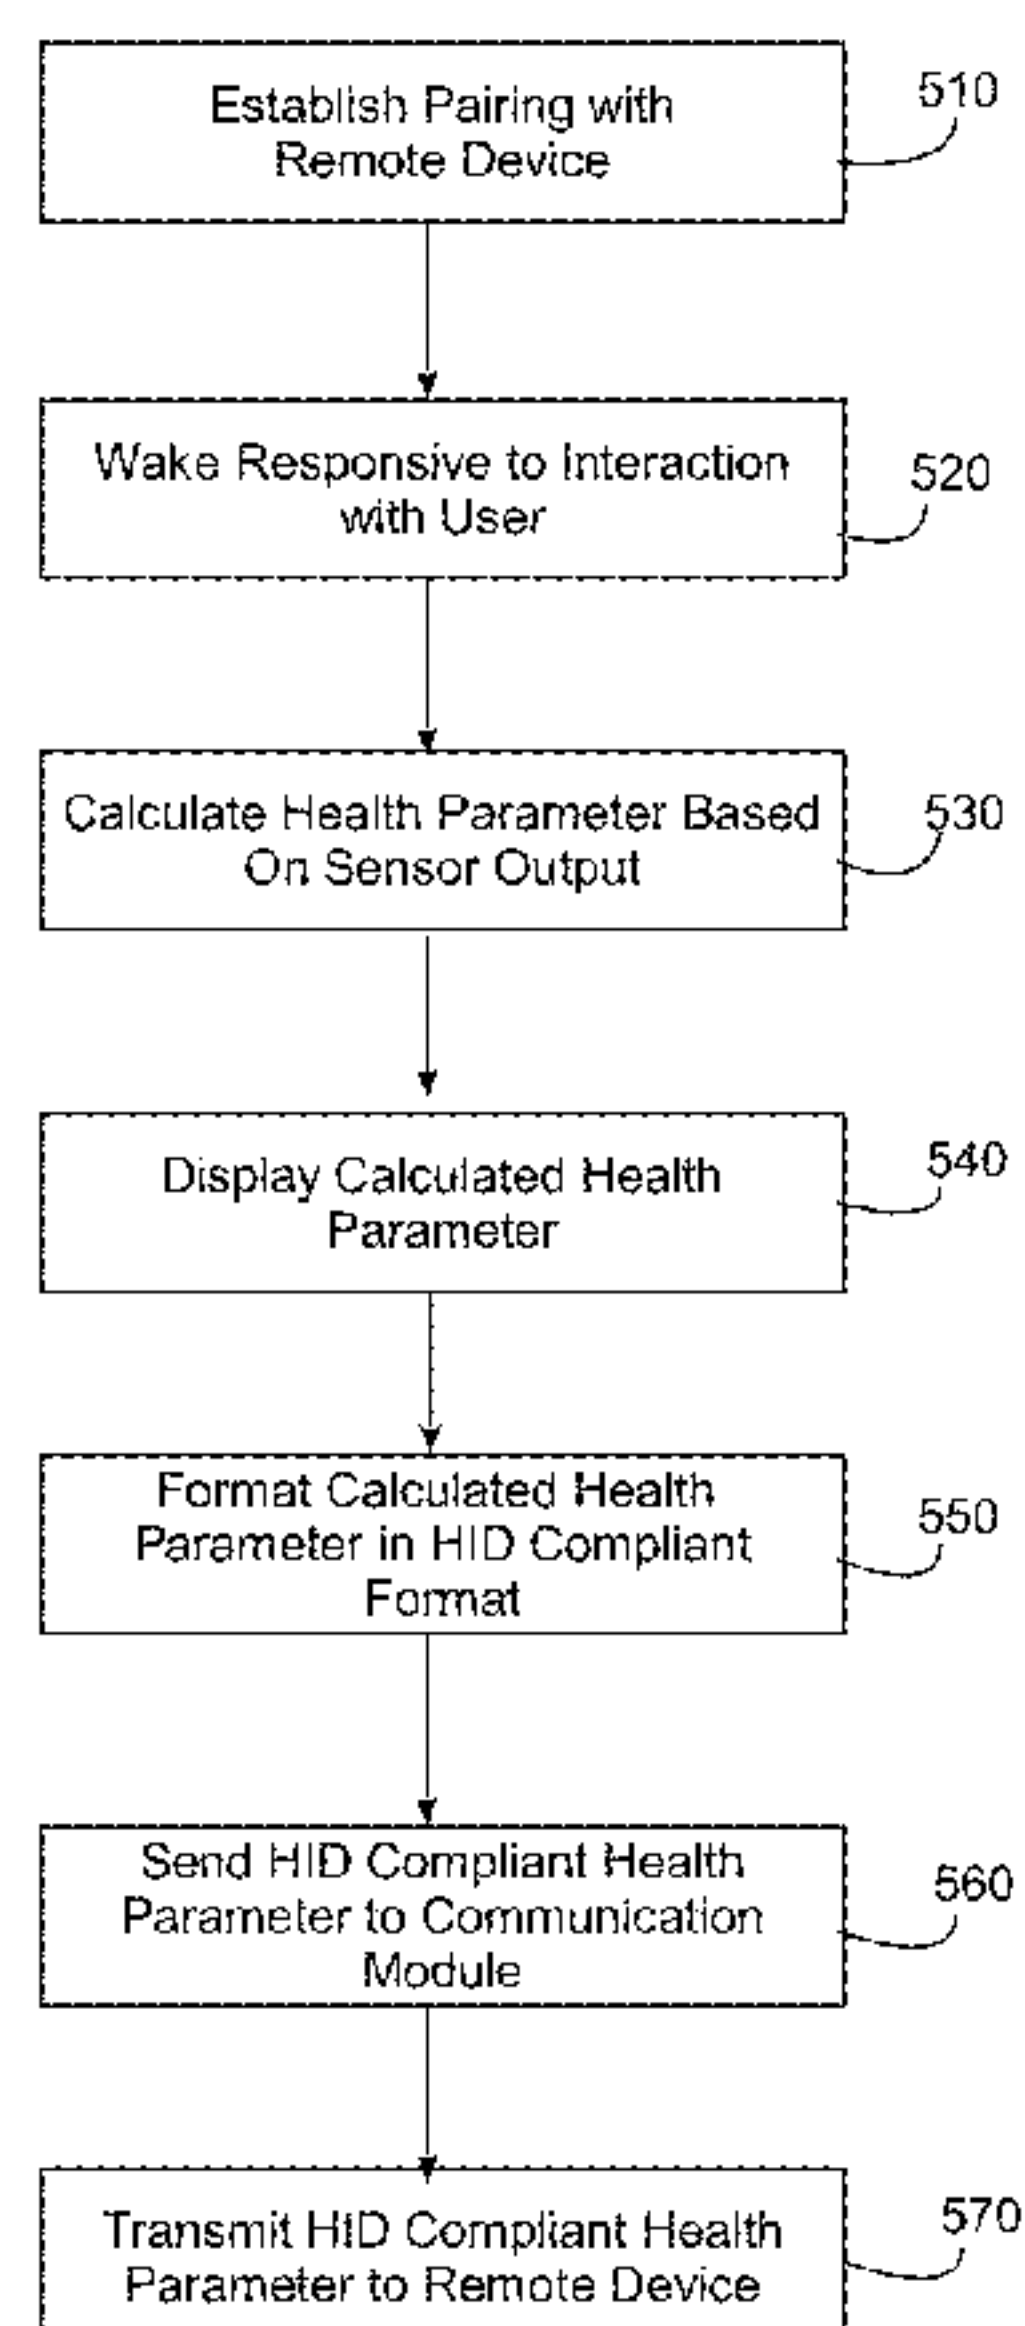 Establish Pairing with
Remote Device
510
Wake Responsive to Interaction
with User
520
Calculate Health Parameter Based
On Sensor Output
530
Display Calculated Health
Parameter
540
Format Calculated Health
Parameter in HID Compliant
Format
550
Send HID Compliant Health
Parameter to Communication
Module
560
Transmit HID Compliant Health
Parameter to Remote Device
570